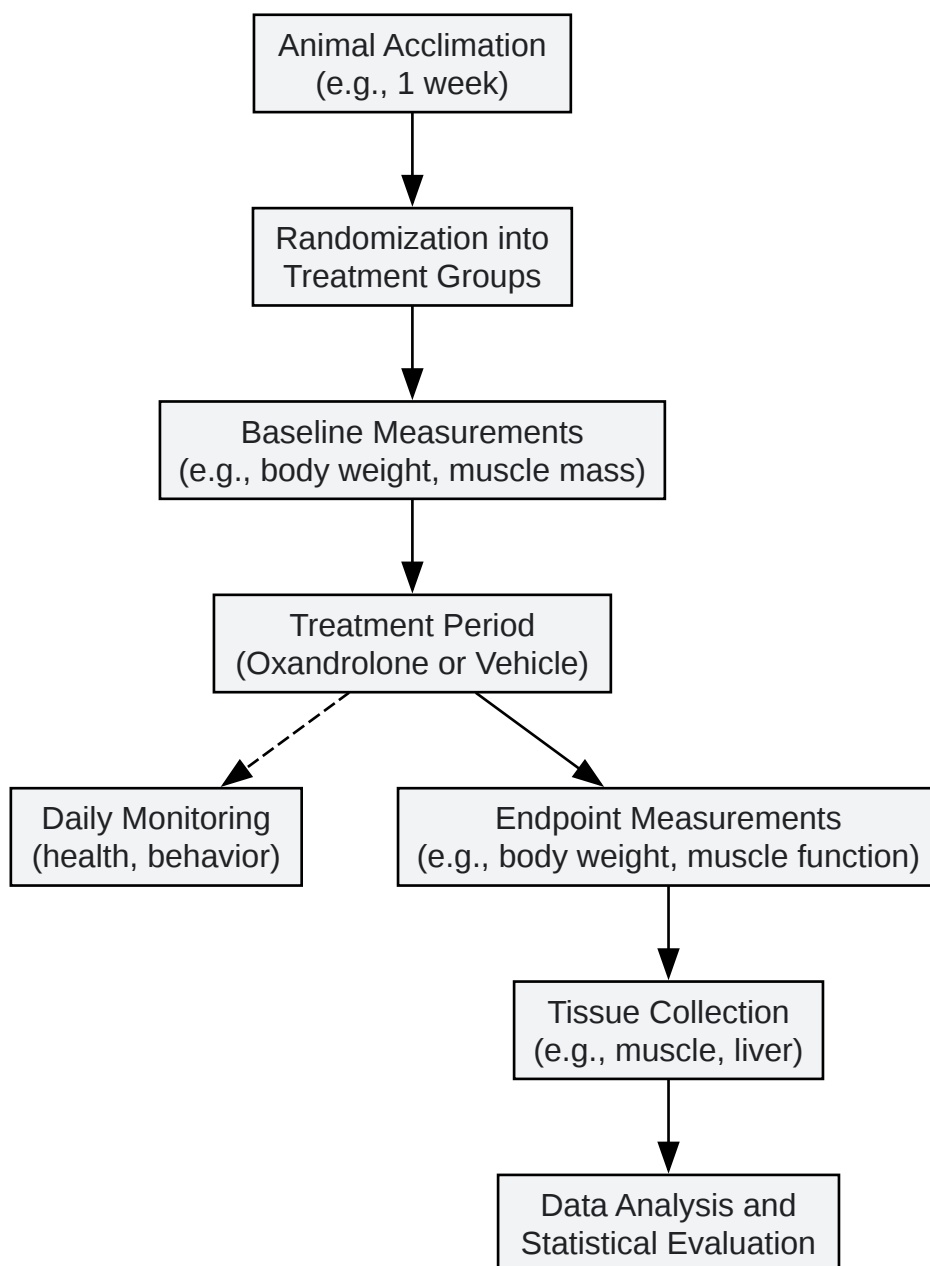 Animal Acclimation
(e.g., 1 week)
Randomization into
Treatment Groups
Baseline Measurements
(e.g., body weight, muscle mass)
Treatment Period
(Oxandrolone or Vehicle)
Daily Monitoring
(health, behavior)
Endpoint Measurements
(e.g., body weight, muscle function)
Tissue Collection
(e.g., muscle, liver)
Data Analysis and
Statistical Evaluation